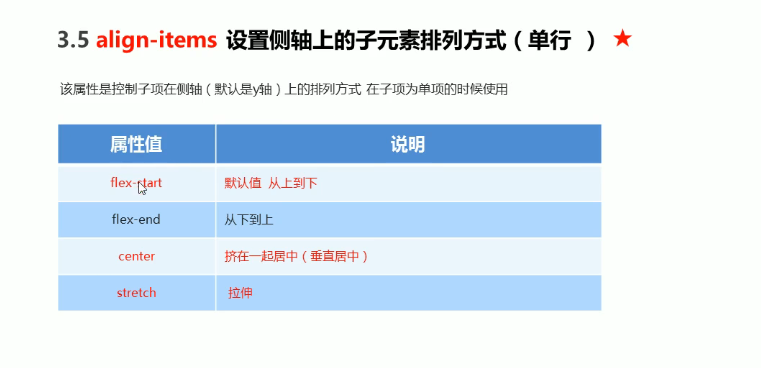 3.5 align-items 设置侧轴上的子元素排列方式（单行 ）
该属性是控制子项在侧轴（默认是y轴）上的排列方式 在子项为单项的时候使用
属性值 说明
flex-start 默认值 从上到下
flex-end 从下到上
center 挤在一起居中（垂直居中）
stretch 拉伸